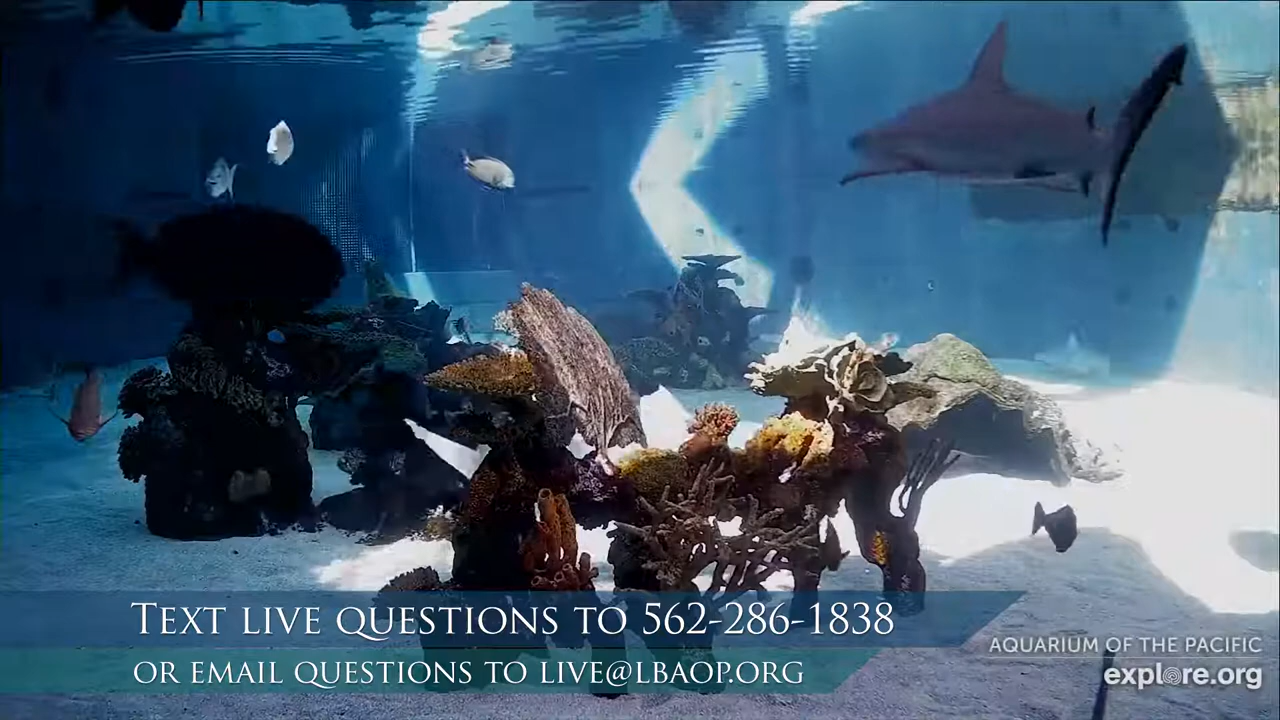 TEXT LIVE QUESTIONS TO 562-286-1838
OR EMAIL QUESTIONS TO LIVE@LBAOP.ORG
AQUARIUM OF THE PACIFIC
explore.org